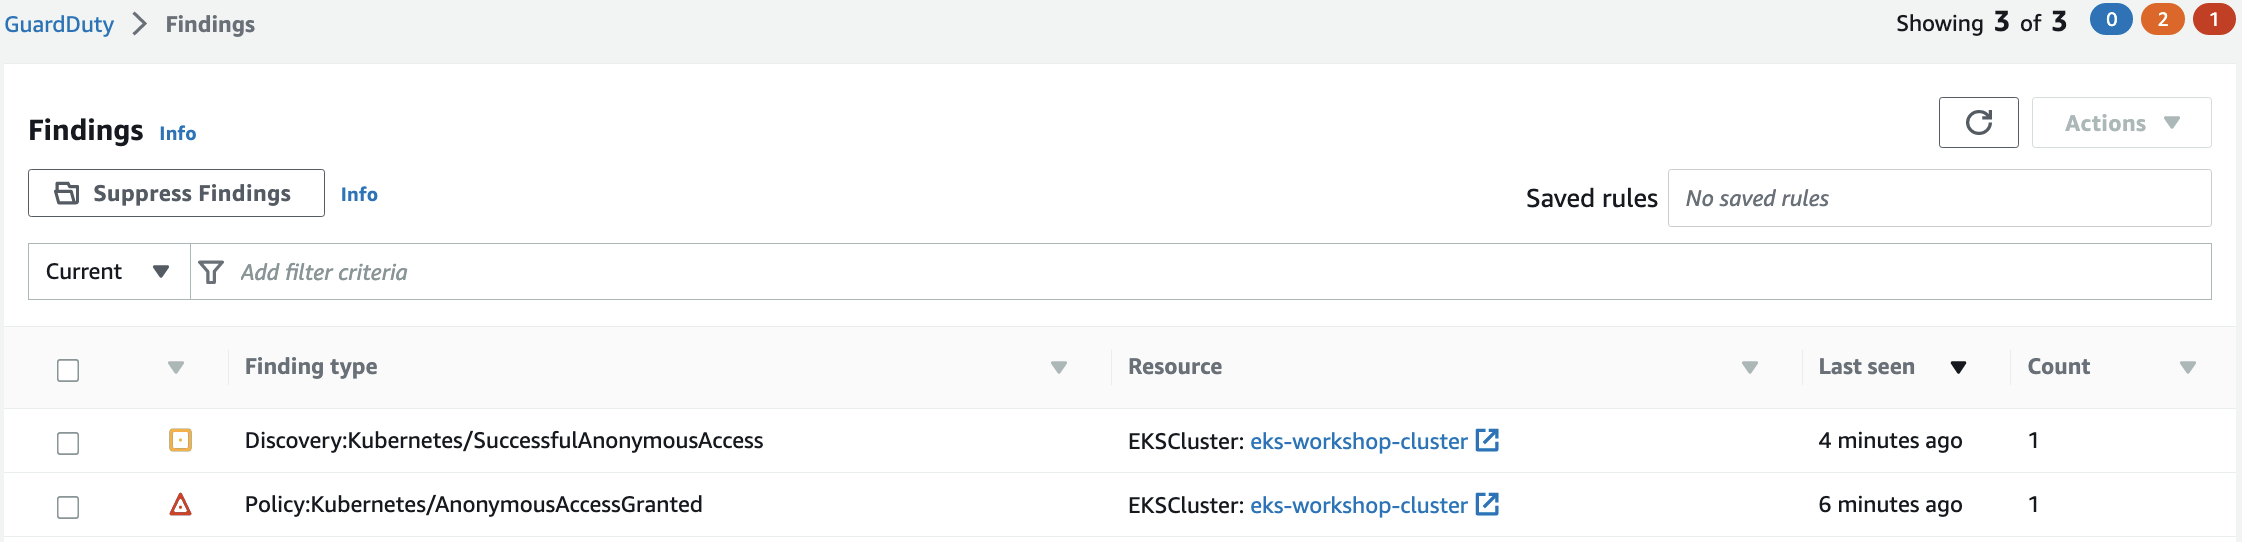 GuardDuty > Findings Showing 3 of 3 0 2 1
Findings Info Actions
Suppress Findings Info Saved rules No saved rules
Current Add filter criteria
Finding type Resource Last seen Count
Discovery:Kubernetes/SuccessfulAnonymousAccess EKSCluster: eks-workshop-cluster 4 minutes ago 1
Policy:Kubernetes/AnonymousAccessGranted EKSCluster: eks-workshop-cluster 6 minutes ago 1